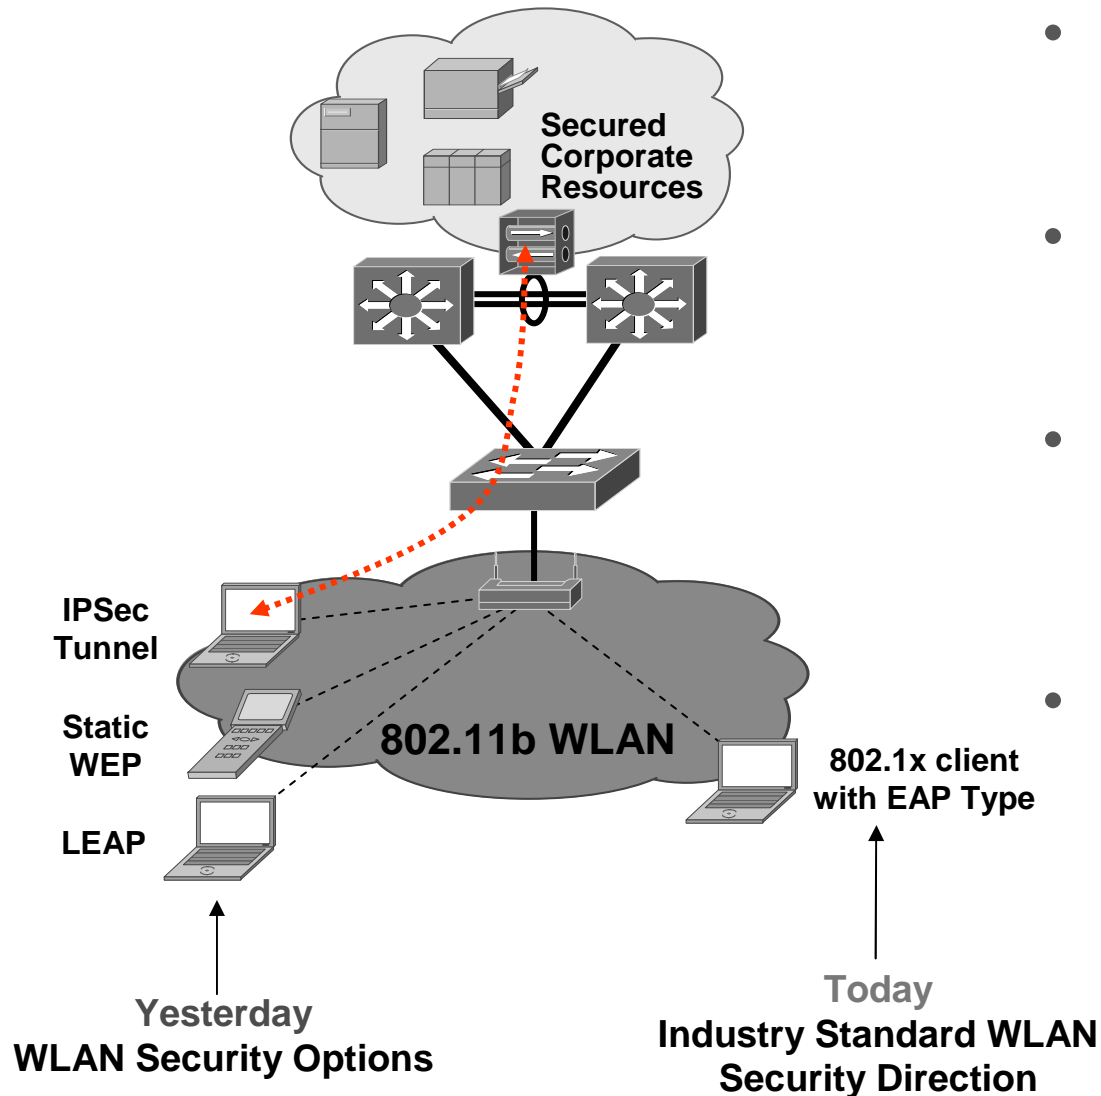 Secured
Corporate
Resources
IPSec
Tunnel
Static
WEP
802.11b WLAN
802.1x client
with EAP Type
LEAP
Yesterday
WLAN Security Options
Today
Industry Standard WLAN
Security Direction